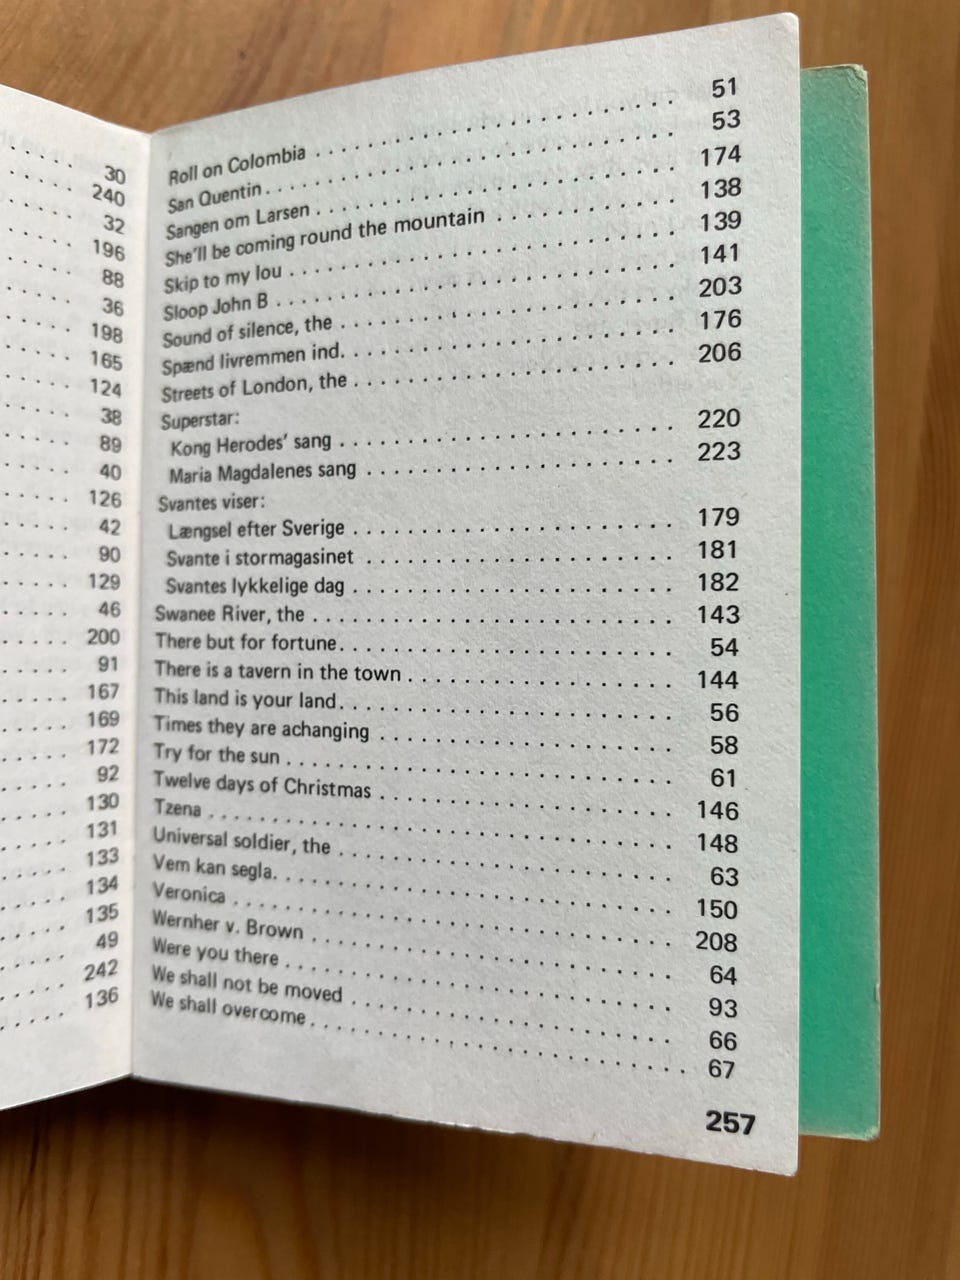 30
240
32
196
88
36
198
165
124
38
89
40
126
42
90
129
46
200
91
167
169
172
92
130
131
133
134
135
49
242
136
Roll on Colombia . . . . . . . . . . . . . . . . . . . . 51
San Quentin . . . . . . . . . . . . . . . . . . . . 53
Sangen om Larsen . . . . . . . . . . . . . . . . . . . . 174
She'll be coming round the mountain . . . . . . . . . . 138
Skip to my lou . . . . . . . . . . . . . . . . . . . . 139
Sloop John B . . . . . . . . . . . . . . . . . . . . 141
Sound of silence, the . . . . . . . . . . . . . . . . . . . . 203
Spænd livremmen ind. . . . . . . . . . . . . . . . . . . . 176
Streets of London, the . . . . . . . . . . . . . . . . . . . . 206
Superstar:
Kong Herodes' sang . . . . . . . . . . . . . . . . . . . . 220
Maria Magdalenes sang . . . . . . . . . . . . . . . . . . 223
Svantes viser:
Længsel efter Sverige . . . . . . . . . . . . . . . . . . . 179
Svante i stormagasinet . . . . . . . . . . . . . . . . . . 181
Svantes lykkelige dag . . . . . . . . . . . . . . . . . . . 182
Swanee River, the . . . . . . . . . . . . . . . . . . . . 143
There but for fortune. . . . . . . . . . . . . . . . . . . . 54
There is a tavern in the town . . . . . . . . . . . . . . . 144
This land is your land. . . . . . . . . . . . . . . . . . . . 56
Times they are achanging . . . . . . . . . . . . . . . . . 58
Try for the sun . . . . . . . . . . . . . . . . . . . . 61
Twelve days of Christmas . . . . . . . . . . . . . . . . . 146
Tzena . . . . . . . . . . . . . . . . . . . . 148
Universal soldier, the . . . . . . . . . . . . . . . . . . . . 63
Vem kan segla. . . . . . . . . . . . . . . . . . . . 150
Veronica . . . . . . . . . . . . . . . . . . . . 208
Wernher v. Brown . . . . . . . . . . . . . . . . . . . . 64
Were you there . . . . . . . . . . . . . . . . . . . . 93
We shall not be moved . . . . . . . . . . . . . . . . . . 66
We shall overcome . . . . . . . . . . . . . . . . . . . . 67
257